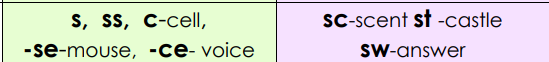 s, ss, c-cell,
-se-mouse, -ce- voice
sc-scent st -castle
sw-answer